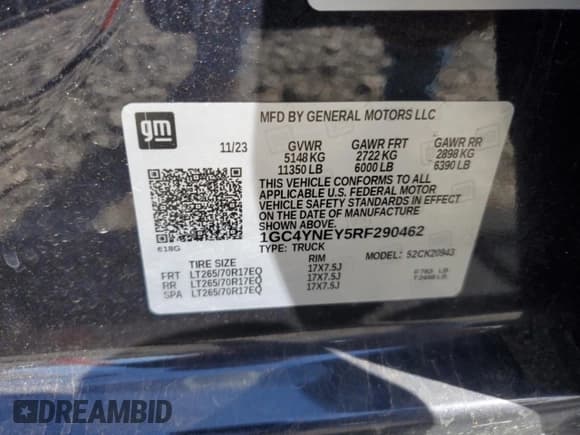 MFD BY GENERAL MOTORS LLC
gm
11/23
GVWR GAWR FRT GAWR RR
5148 KG 2722 KG 2898 KG
11350 LB 6000 LB 6390 LB
THIS VEHICLE CONFORMS TO ALL
APPLICABLE U.S. FEDERAL MOTOR
VEHICLE SAFETY STANDARDS IN
EFFECT ON THE DATE OF MANUFACTURE
SHOWN ABOVE.
1GC4YNEY5RF290462
TYPE: TRUCK MODEL: 52CK20943
618G
TIRE SIZE RIM
FRT LT265/70R17EQ 17X7.5J
RR LT265/70R17EQ 17X7.5J
SPA LT265/70R17EQ 17X7.5J
LB
LB
DREAMBID